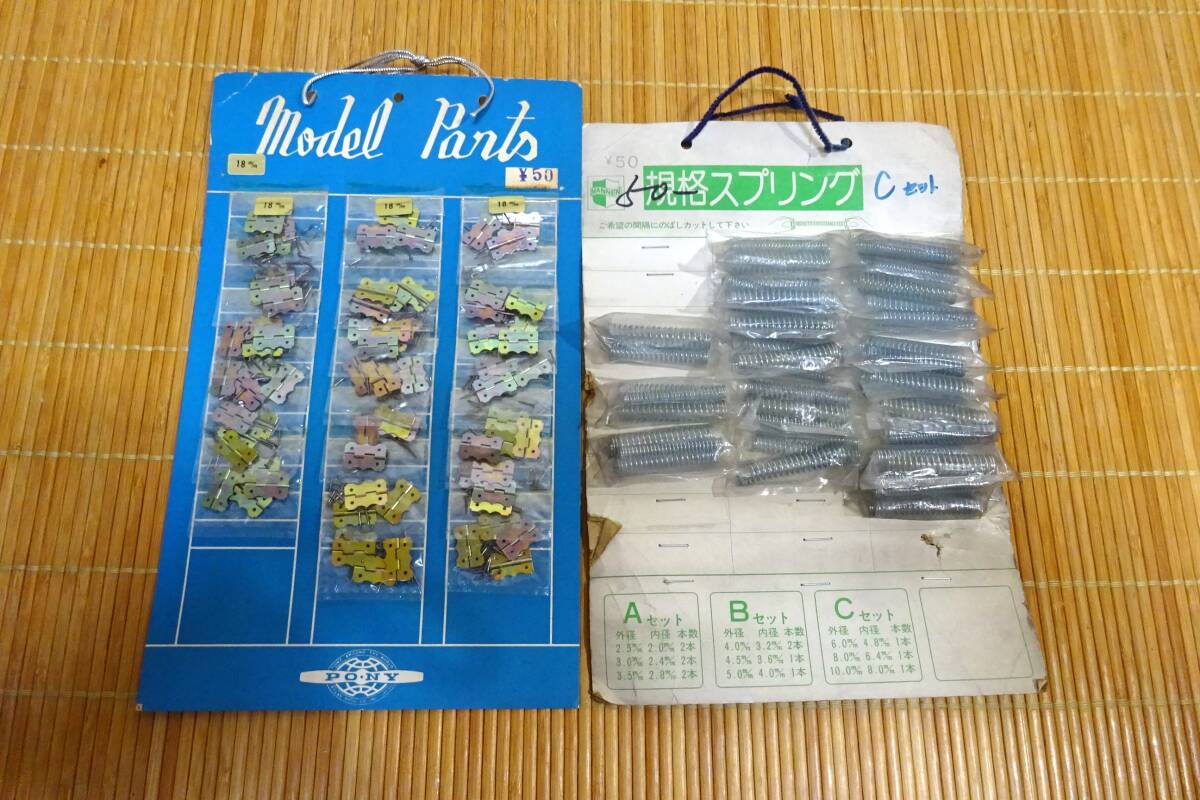 Model Parts
18 m/m
¥50
18 m/m
18 m/m
18 m/m
PONY
¥50
50-
規格スプリング
Cセット
ご希望の間隔にのばしカットして下さい
Aセット
外径 内径 本数
2.5‰ 2.0‰ 2本
3.0‰ 2.4‰ 2本
3.5‰ 2.8‰ 2本
Bセット
外径 内径 本数
4.0‰ 3.2‰ 2本
4.5‰ 3.6‰ 1本
5.0‰ 4.0‰ 1本
Cセット
外径 内径 本数
6.0‰ 4.8‰ 1本
8.0‰ 6.4‰ 1本
10.0‰ 8.0‰ 1本